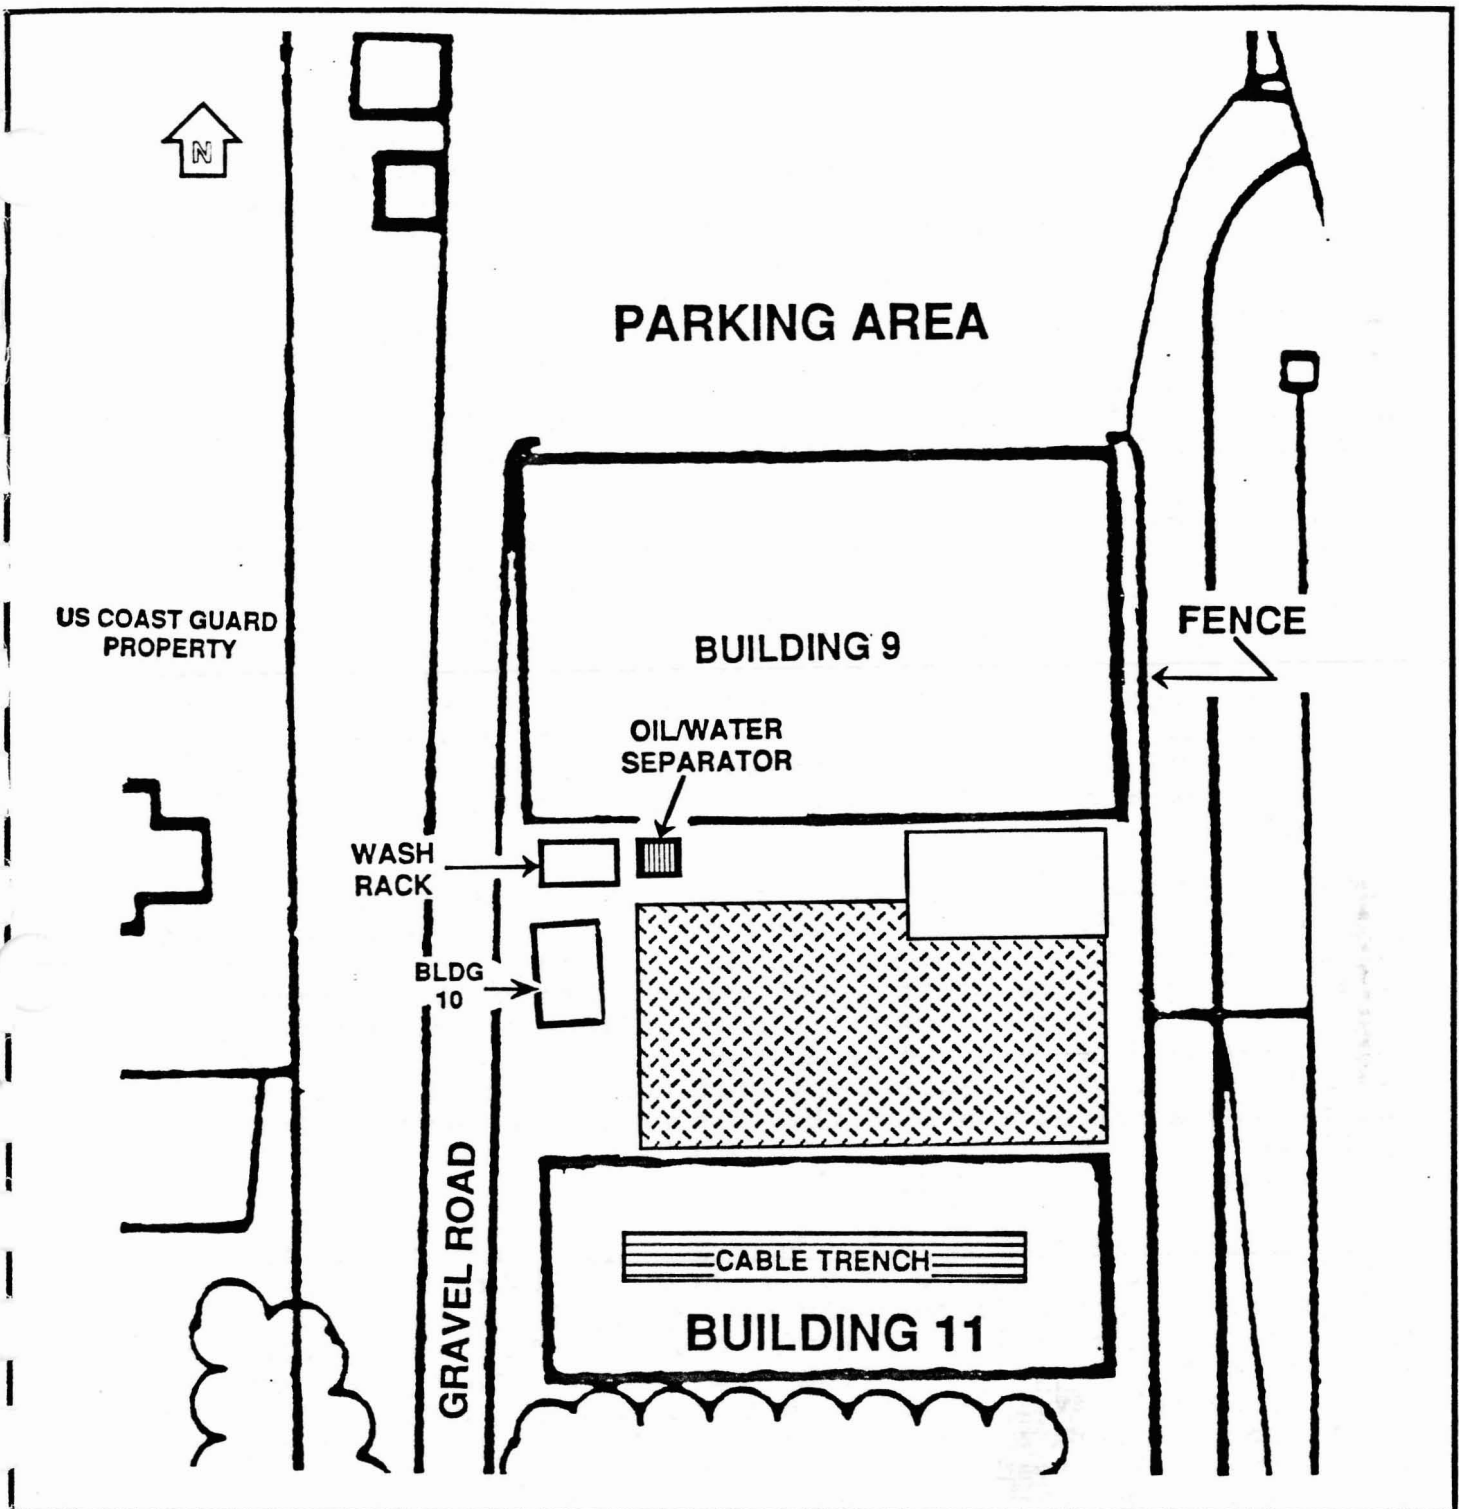 N
PARKING AREA
US COAST GUARD
PROPERTY
FENCE
BUILDING 9
OIL/WATER
SEPARATOR
WASH
RACK
BLDG
10
GRAVEL ROAD
CABLE TRENCH
BUILDING 11